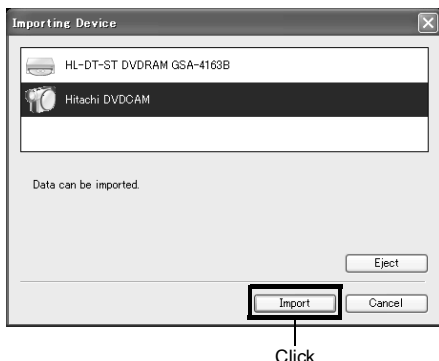 Importing Device
HL-DT-ST DVDRAM GSA-4163B
Hitachi DVDCAM
Data can be imported.
Eject
Import Cancel
Click